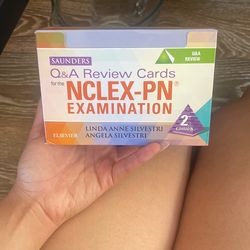 SAUNDERS
Q&A REVIEW
Q&A Review Cards
for the
NCLEX-PN®
EXAMINATION
LINDA ANNE SILVESTRI
ANGELA SILVESTRI
ELSEVIER
2nd
EDITION